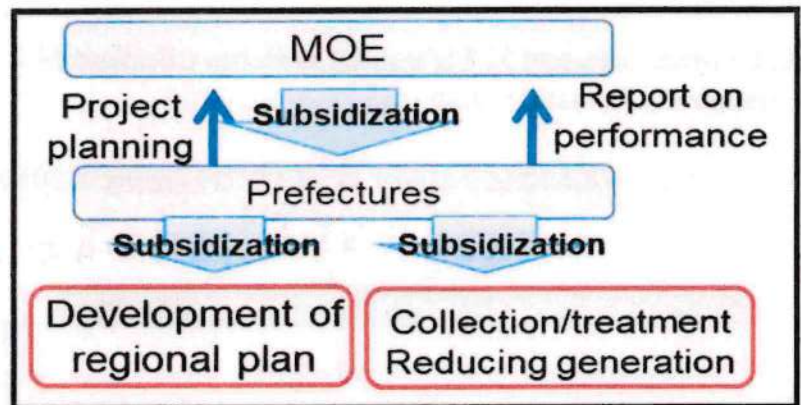 MOE
Project
planning
Subsidization
Report on
performance
Prefectures
Subsidization
Subsidization
Development of
regional plan
Collection/treatment
Reducing generation